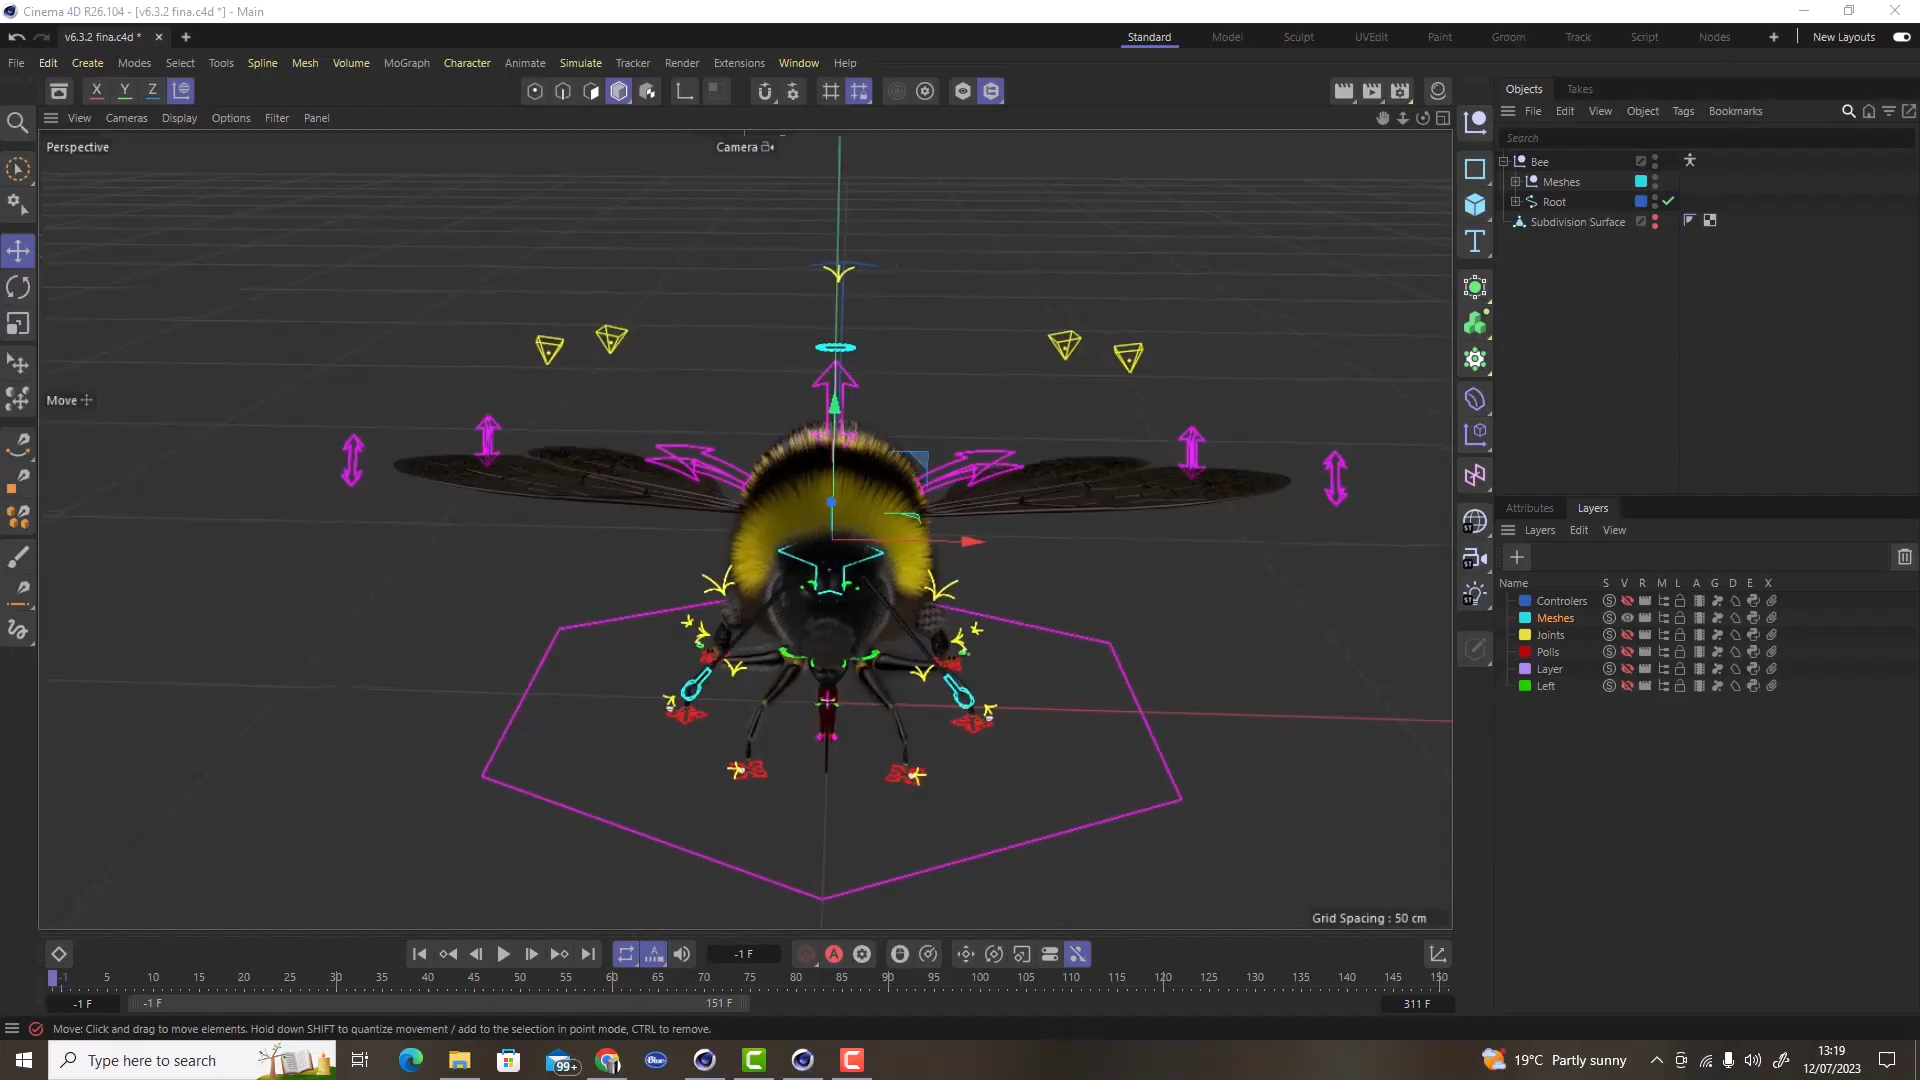 Cinema 4D R26.104 - [v6.3.2 fina.c4d *] - Main
v6.3.2 fina.c4d *
Standard Model Sculpt UVEdit Paint Groom Track Script Nodes New Layouts
File Edit Create Modes Select Tools Spline Mesh Volume MoGraph Character Animate Simulate Tracker Render Extensions Window Help
X Y Z
View Cameras Display Options Filter Panel
Perspective
Camera
Move
Grid Spacing : 50 cm
Objects Takes
File Edit View Object Tags Bookmarks
Search
Bee
Meshes
Root
Subdivision Surface
Attributes Layers
Layers Edit View
Name S V R M L A G D E X
Controlers
Meshes
Joints
Polls
Layer
Left
-1 F
-1 5 10 15 20 25 30 35 40 45 50 55 60 65 70 75 80 85 90 95 100 105 110 115 120 125 130 135 140 145 150
-1 F -1 F 151 F 311 F
Move: Click and drag to move elements. Hold down SHIFT to quantize movement / add to the selection in point mode, CTRL to remove.
Type here to search
99+
Blue
19°C Partly sunny
13:19
12/07/2023